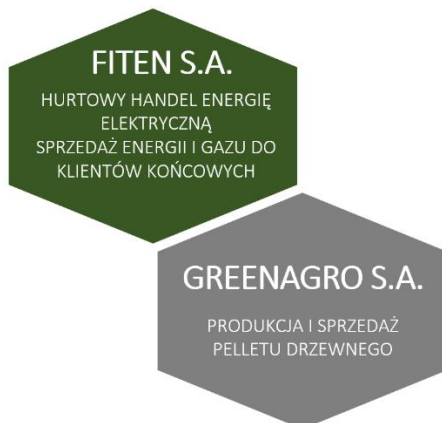 FITEN S.A.
HURTOWY HANDEL ENERGIĘ
ELEKTRYCZNĄ
SPRZEDAŻ ENERGII I GAZU DO
KLIENTÓW KOŃCOWYCH
GREENAGRO S.A.
PRODUKCJA I SPRZEDAŻ
PELLETU DRZEWNEGO